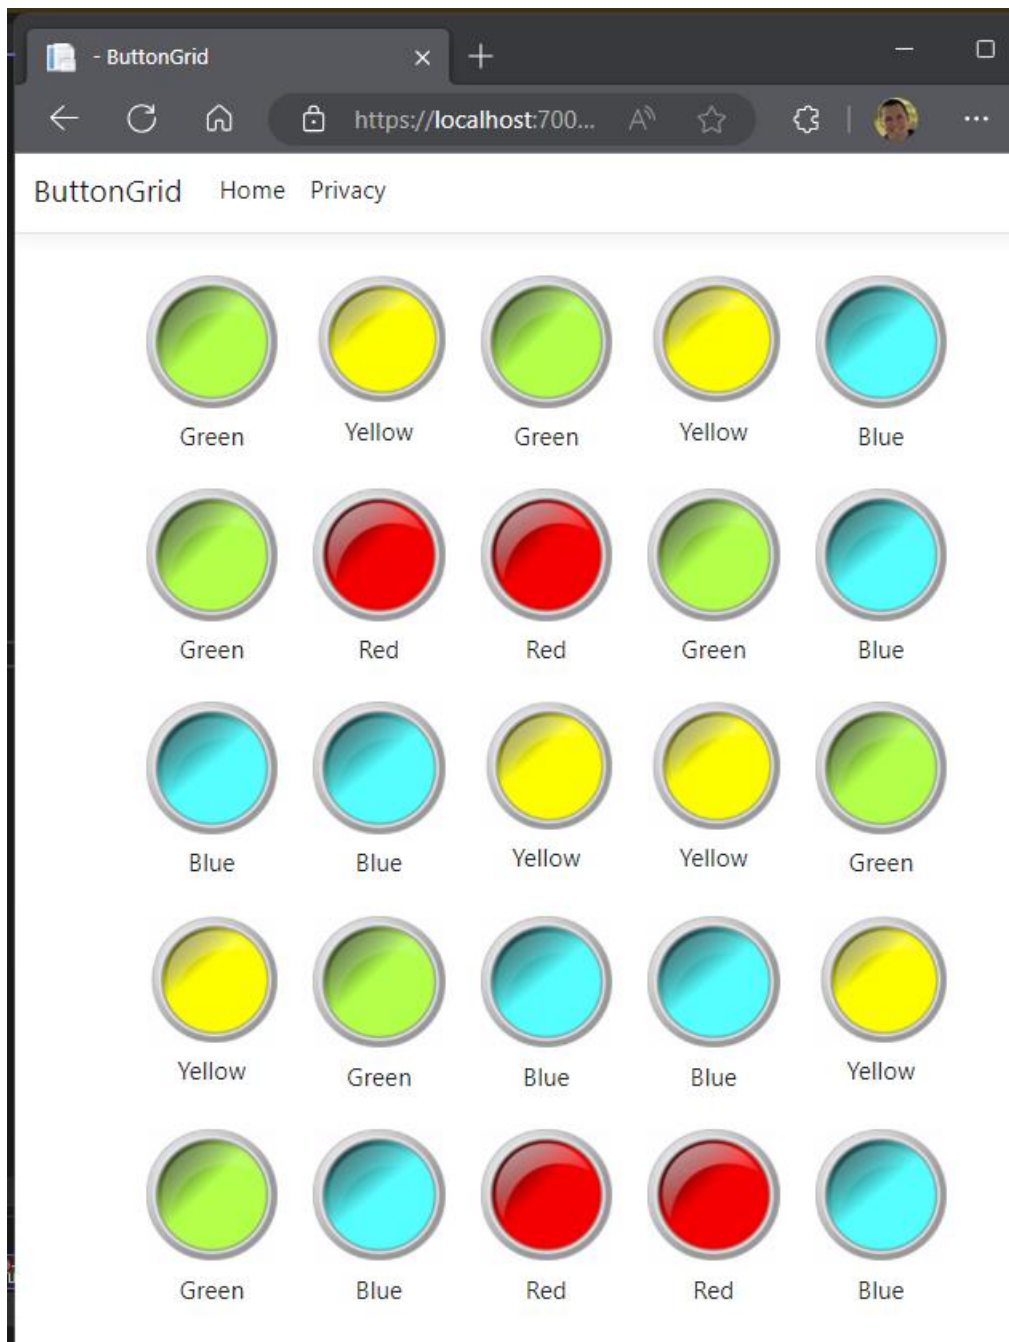 - ButtonGrid
https://localhost:700...
ButtonGrid Home Privacy
Green Yellow Green Yellow Blue
Green Red Red Green Blue
Blue Blue Yellow Yellow Green
Yellow Green Blue Blue Yellow
Green Blue Red Red Blue